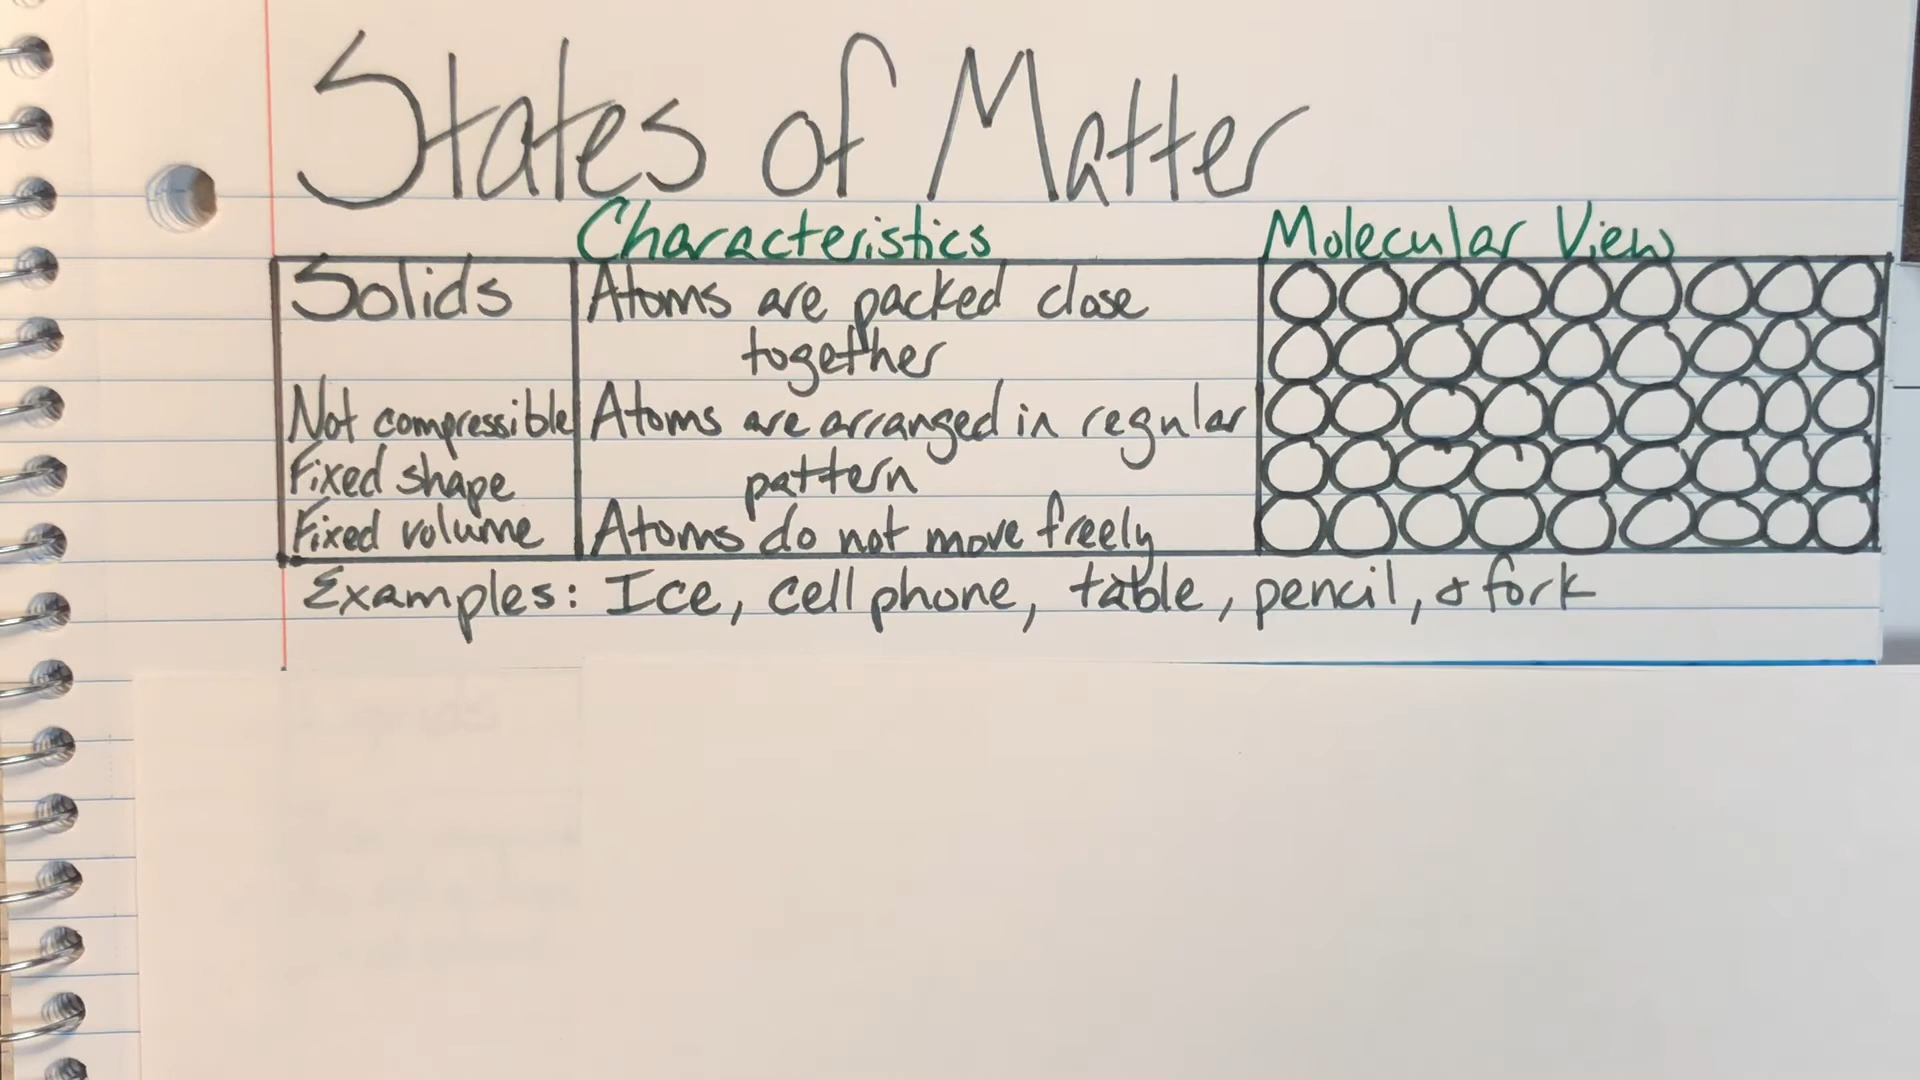 States of Matter
Characteristics Molecular View
Solids Atoms are packed close
together
Not compressible Atoms are arranged in regular
Fixed shape pattern
Fixed volume Atoms do not move freely
Examples: Ice, cell phone, table, pencil, & fork